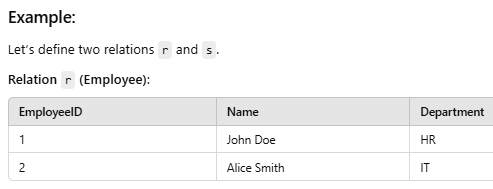 Example:
Let's define two relations r and s.
Relation r (Employee):
EmployeeID Name Department
1 John Doe HR
2 Alice Smith IT